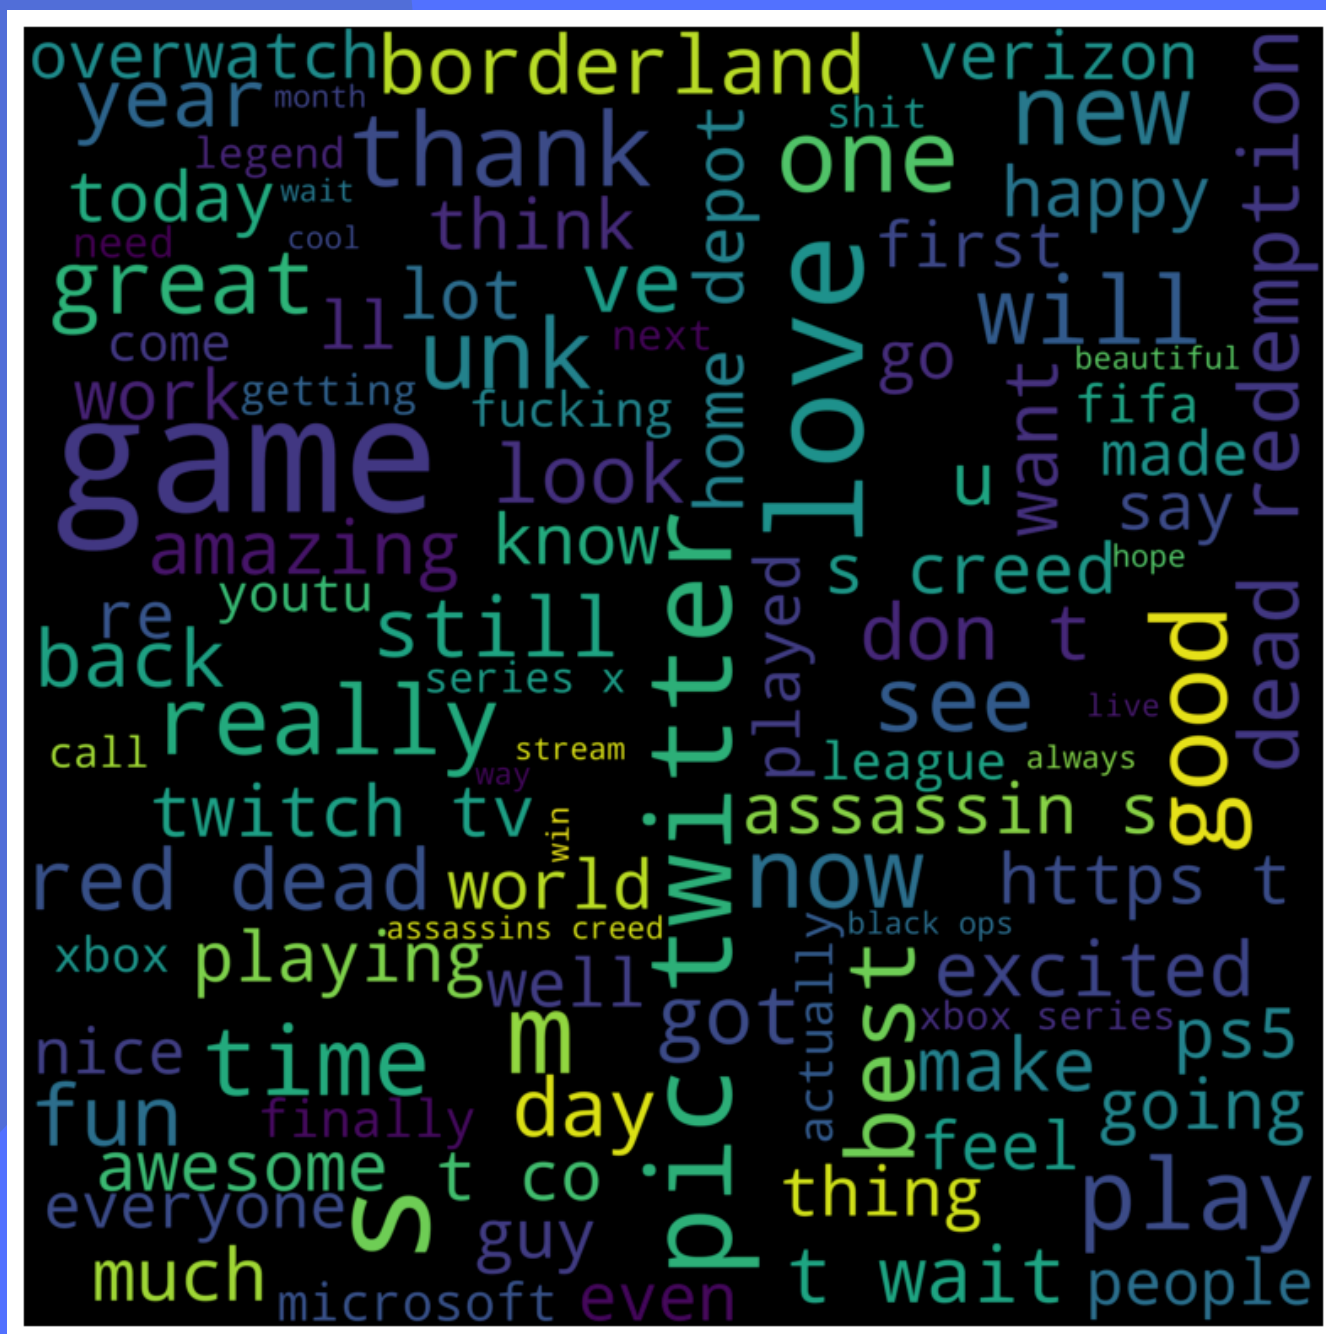 overwatch
borderland
verizon
year
month
thank
shit
new
legend
one
today
wait
think
happy
need
cool
first
great
lot
ve
home depot
love
will
dead redemption
come
ll
unk
next
go
beautiful
work
getting
fucking
want
fifa
game
look
u
made
say
amazing
know
played
s creed
hope
youtu
re
still
don t
back
series x
see
live
good
really
call
stream
way
pic twitter
league
always
twitch tv
win
assassin s
red dead
world
now
https t
assassins creed
black ops
xbox
playing
well
actually
best
excited
m
got
xbox series
nice
time
make
ps5
fun
finally
day
feel
going
awesome
t co
thing
play
everyone
s
guy
much
microsoft
even
t wait
people